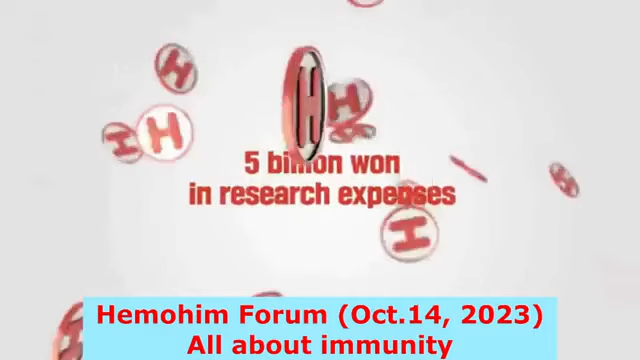 5 billion won
in research expenses
Hemohim Forum (Oct.14, 2023)
All about immunity